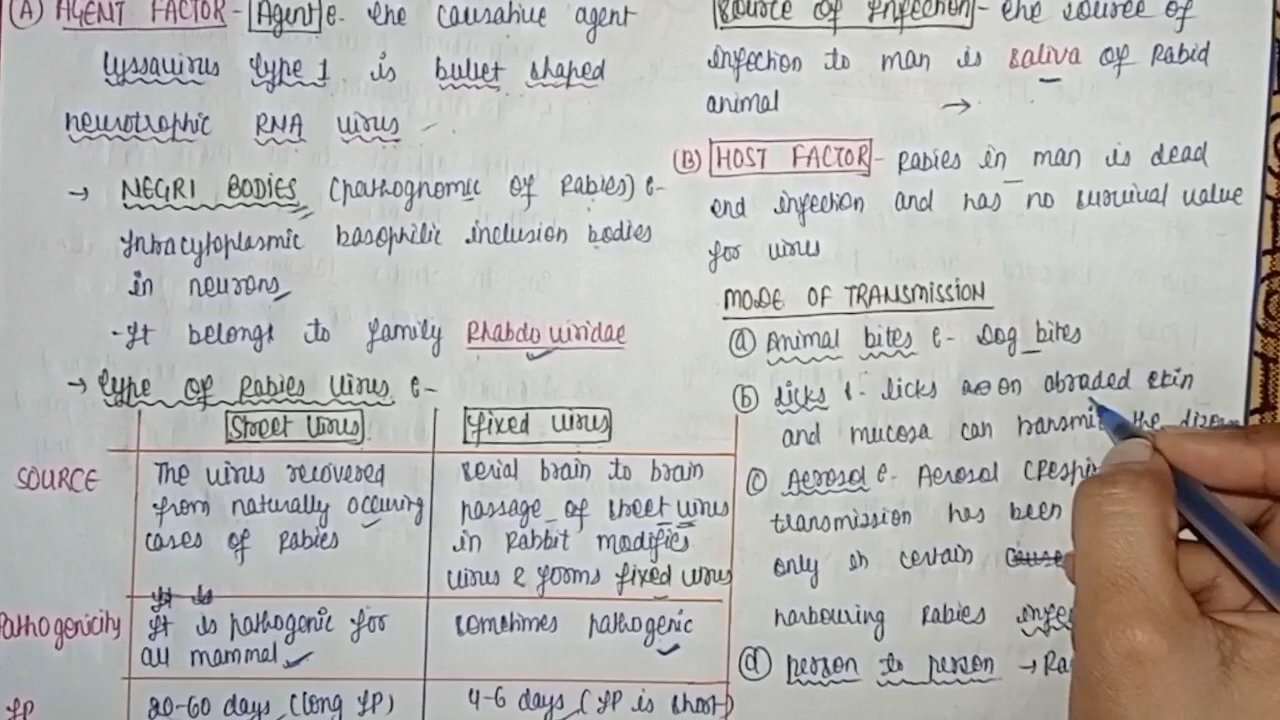 (A) AGENT FACTOR - Agent :- The causative agent
lyssavirus type 1 is bullet shaped
neurotrophic RNA virus -
→ NEGRI BODIES (pathognomic of Rabies) :-
Intracytoplasmic basophilic inclusion bodies
in neurons
- It belongs to family Rhabdoviridae
→ Type of Rabies Virus :-
Street Virus
Fixed virus
SOURCE
The virus recovered
from naturally occuring
cases of Rabies
serial brain to brain
passage of street virus
in Rabbit modifies
virus & forms fixed virus
It is
Pathogenicity
It is pathogenic for
all mammal
sometimes pathogenic
IP
20-60 days (long IP)
4-6 days (IP is short)
Source of Infection - The source of
infection to man is saliva of Rabid
animal →
(B) HOST FACTOR - Rabies in man is dead
end infection and has no survival value
for virus
MODE OF TRANSMISSION
(a) Animal bites :- Dog bites
(b) licks :- licks on abraded skin
and mucosa can transmit the
(c) Aerosol :- Aerosol
transmission has been
only in certain cause
harbouring Rabies
(d) person to person →